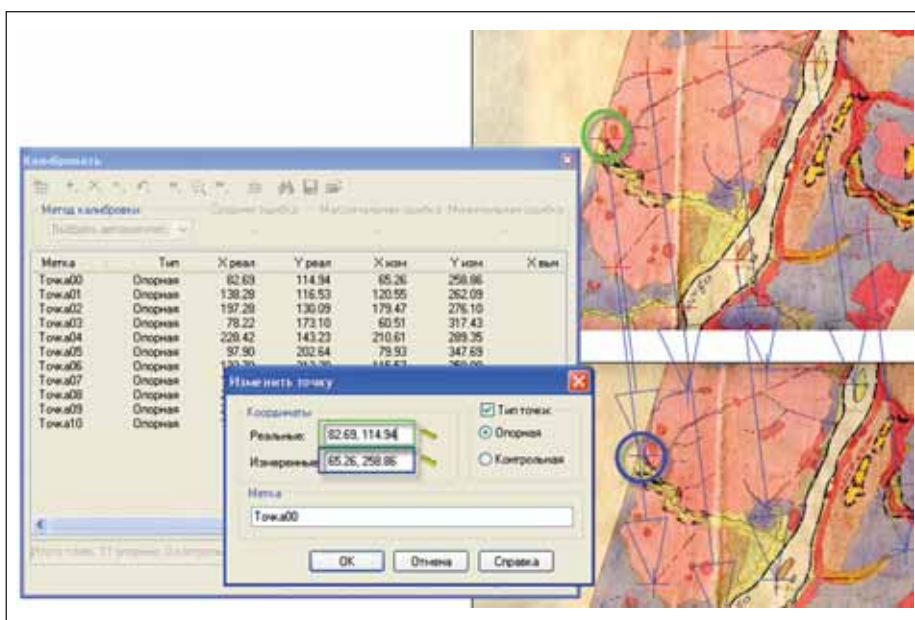 Калибровать
Метод калибровки: Средняя ошибка Максимальная ошибка Минимальная ошибка
Выбрать автоматич.
Метка Тип X реал Y реал X изм Y изм X выч
Точка00 Опорная 82.69 114.94 65.26 258.86
Точка01 Опорная 138.28 116.53 120.55 262.09
Точка02 Опорная 197.28 130.09 179.47 276.10
Точка03 Опорная 78.22 173.10 60.51 317.43
Точка04 Опорная 228.42 143.23 210.61 289.35
Точка05 Опорная 97.90 202.64 79.93 347.69
Точка06 Опорная
Точка07 Опорная
Точка08 Опорная
Точка09 Опорная
Точка10 Опорная
Изменить точку
Координаты
Реальные: 82.69, 114.94
Измеренные: 65.26, 258.86
Тип точки:
Опорная
Контрольная
Метка
Точка00
ОК Отмена Справка